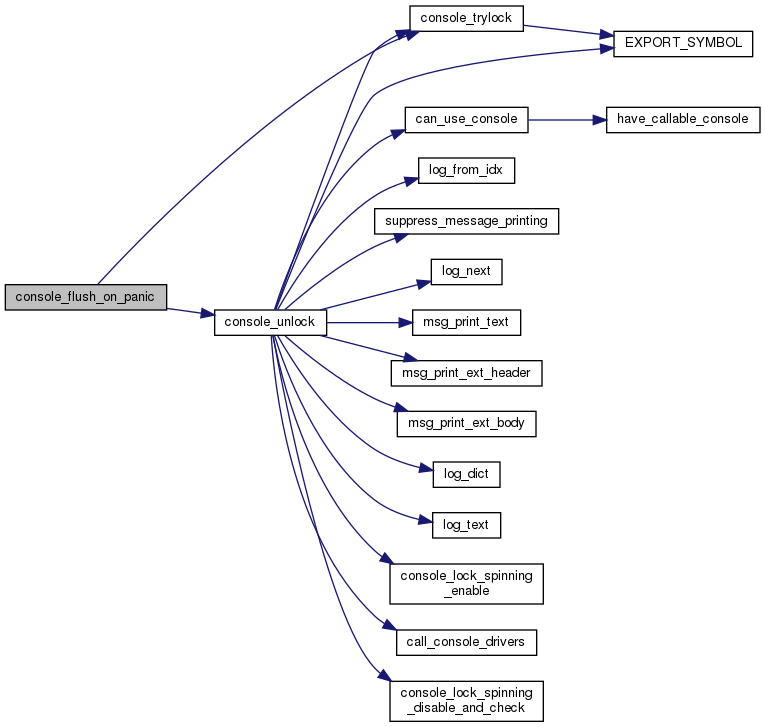 console_trylock
EXPORT_SYMBOL
can_use_console
have_callable_console
log_from_idx
suppress_message_printing
log_next
console_flush_on_panic
console_unlock
msg_print_text
msg_print_ext_header
msg_print_ext_body
log_dict
log_text
console_lock_spinning
_enable
call_console_drivers
console_lock_spinning
_disable_and_check